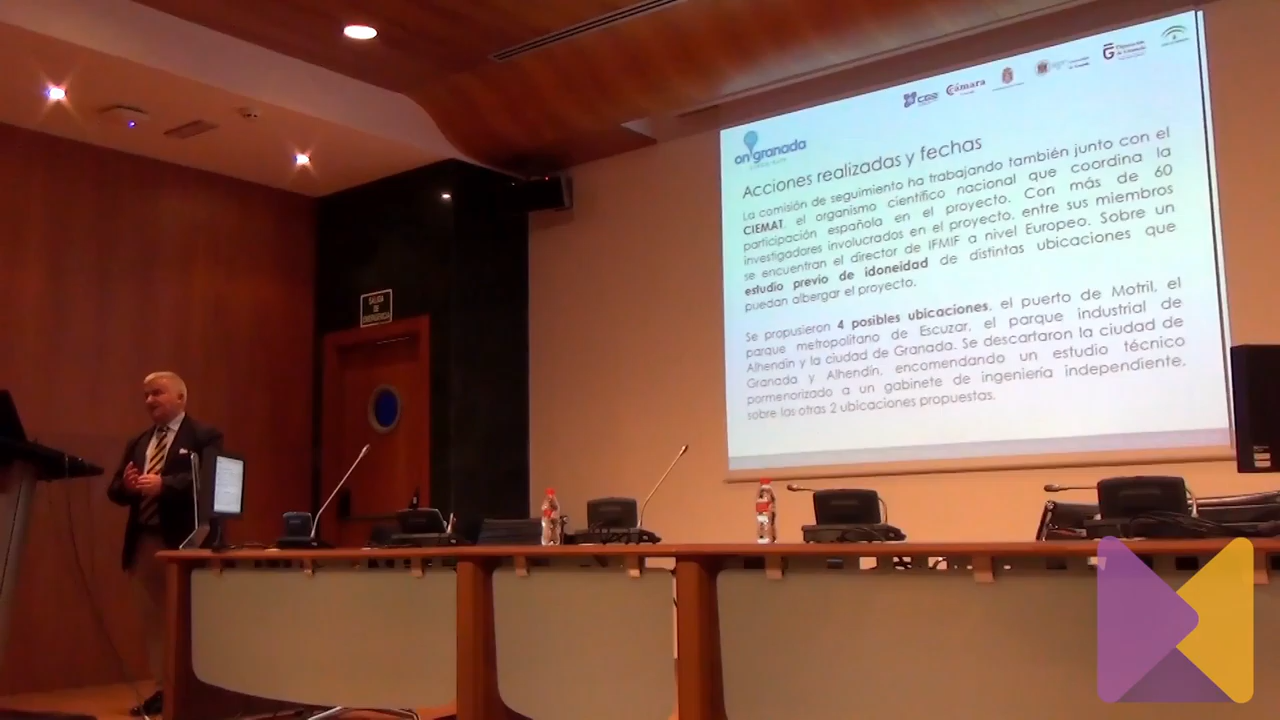 CGR
Cámara
Diputación
de Granada
on granada
Acciones realizadas y fechas
La comisión de seguimiento ha trabajando también junto con el
CIEMAT, el organismo científico nacional que coordina la
participación española en el proyecto. Con más de 60
investigadores involucrados en el proyecto, entre sus miembros
se encuentran el director de IFMIF a nivel Europeo. Sobre un
estudio previo de idoneidad de distintas ubicaciones que
puedan albergar el proyecto.
Se propusieron 4 posibles ubicaciones, el puerto de Motril, el
parque metropolitano de Escuzar, el parque industrial de
Alhendín y la ciudad de Granada. Se descartaron la ciudad de
Granada y Alhendín, encomendando un estudio técnico
pormenorizado a un gabinete de ingeniería independiente,
sobre las otras 2 ubicaciones propuestas.
SALIDA
DE
EMERGENCIA